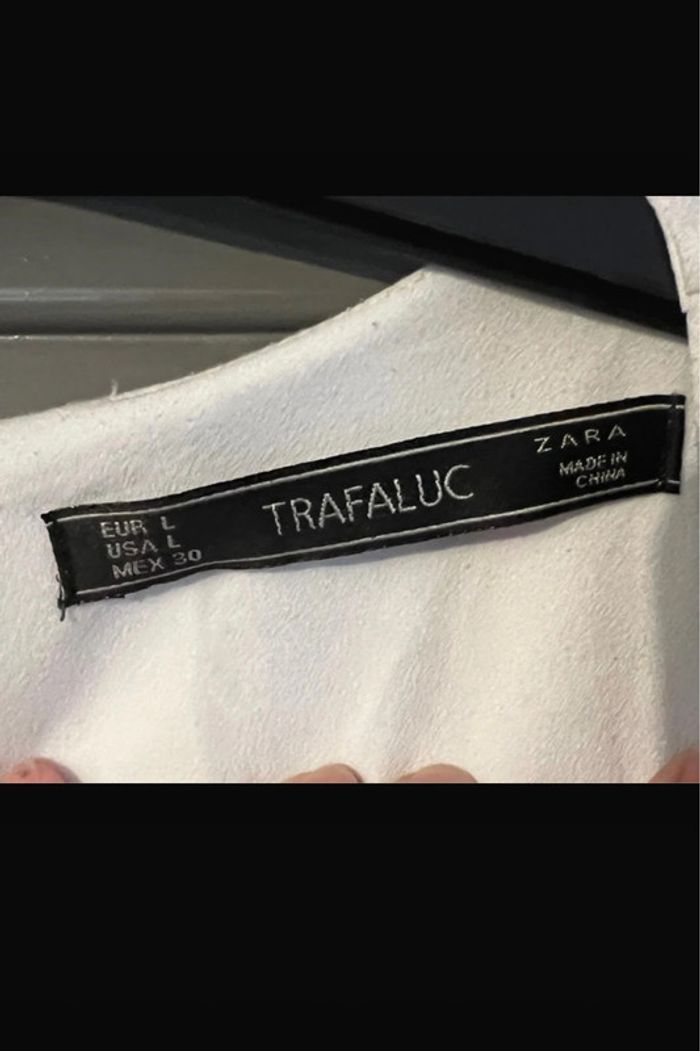 EUR L
USA L
MEX 30
TRAFALUC
ZARA
MADE IN
CHINA